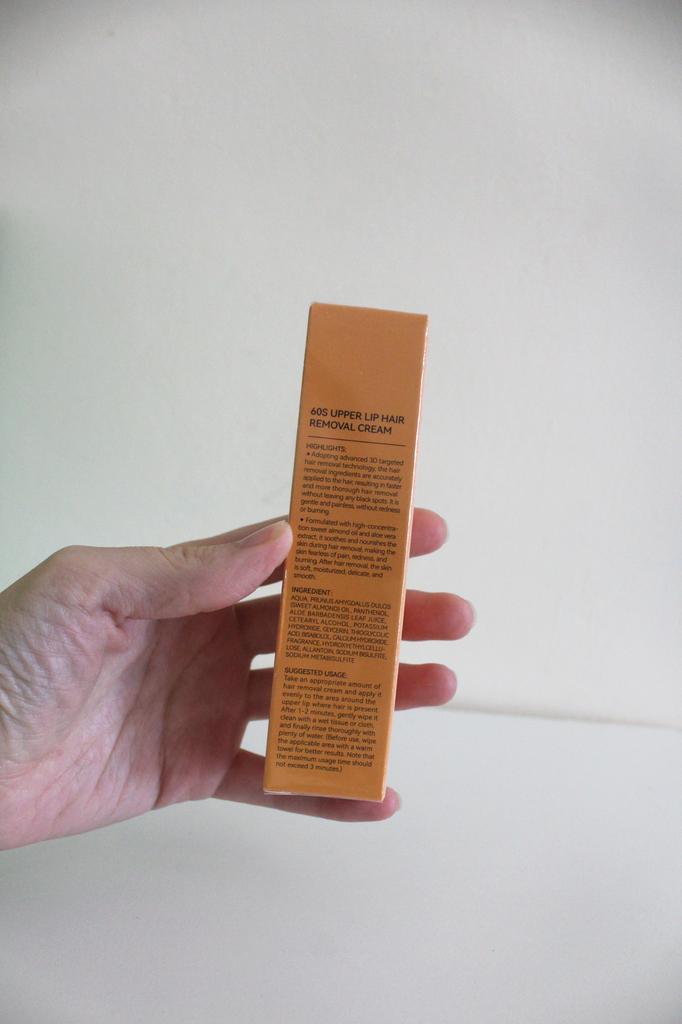 60S UPPER LIP HAIR
REMOVAL CREAM
HIGHLIGHTS:
• Adopting advanced 3D targeted
hair removal technology, the hair
removal ingredients are accurately
applied to the hair, resulting in faster
and more thorough hair removal
without leaving any black spots. It is
gentle and painless, without redness
or burning.
• Formulated with high-concentra-
tion sweet almond oil and aloe vera
extract, it soothes and nourishes the
skin during hair removal, making the
skin fearless of pain, redness, and
burning. After hair removal, the skin
is soft, moisturized, delicate, and
smooth.
INGREDIENT:
AQUA, PRUNUS AMYGDALUS DULCIS
(SWEET ALMOND) OIL, PANTHENOL,
ALOE BARBADENSIS LEAF JUICE,
CETEARYL ALCOHOL, POTASSIUM
HYDROXIDE, GLYCERIN, THIOGLYCOLIC
ACID, BISABOLOL, CALCIUM HYDROXIDE,
FRAGRANCE, HYDROXYETHYLCELLU-
LOSE, ALLANTOIN, SODIUM BISULFITE,
SODIUM METABISULFITE
SUGGESTED USAGE:
Take an appropriate amount of
hair removal cream and apply it
evenly to the area around the
upper lip where hair is present.
After 1-2 minutes, gently wipe it
clean with a wet tissue or cloth,
and finally rinse thoroughly with
plenty of water. (Before use, wipe
the applicable area with a warm
towel for better results. Note that
the maximum usage time should
not exceed 3 minutes.)